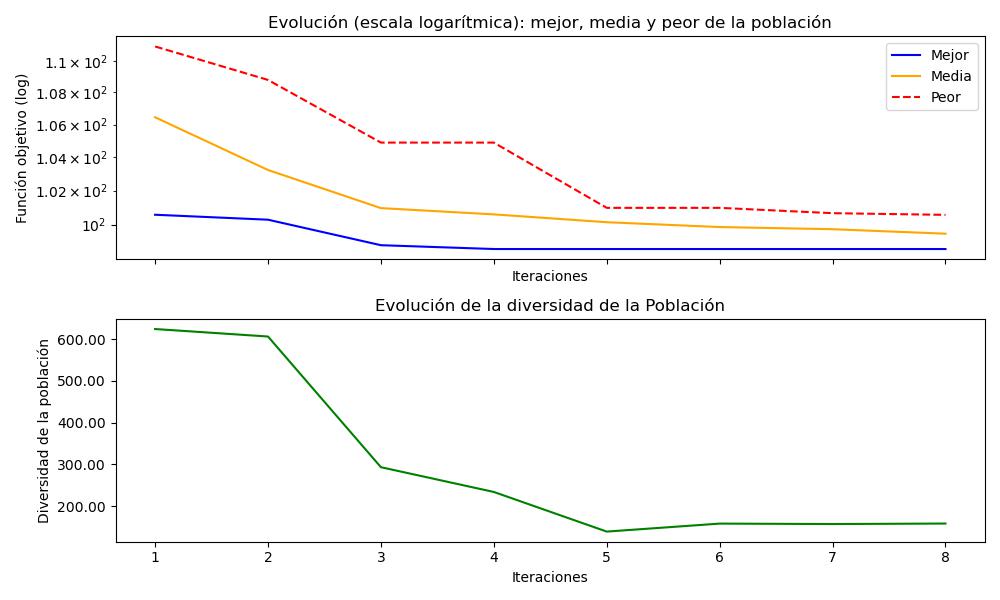 Evolución (escala logarítmica): mejor, media y peor de la población
Función objetivo (log)
1.1 × 10²
1.08 × 10²
1.06 × 10²
1.04 × 10²
1.02 × 10²
10²
Mejor
Media
Peor
Iteraciones
Evolución de la diversidad de la Población
Diversidad de la población
600.00
500.00
400.00
300.00
200.00
1 2 3 4 5 6 7 8
Iteraciones